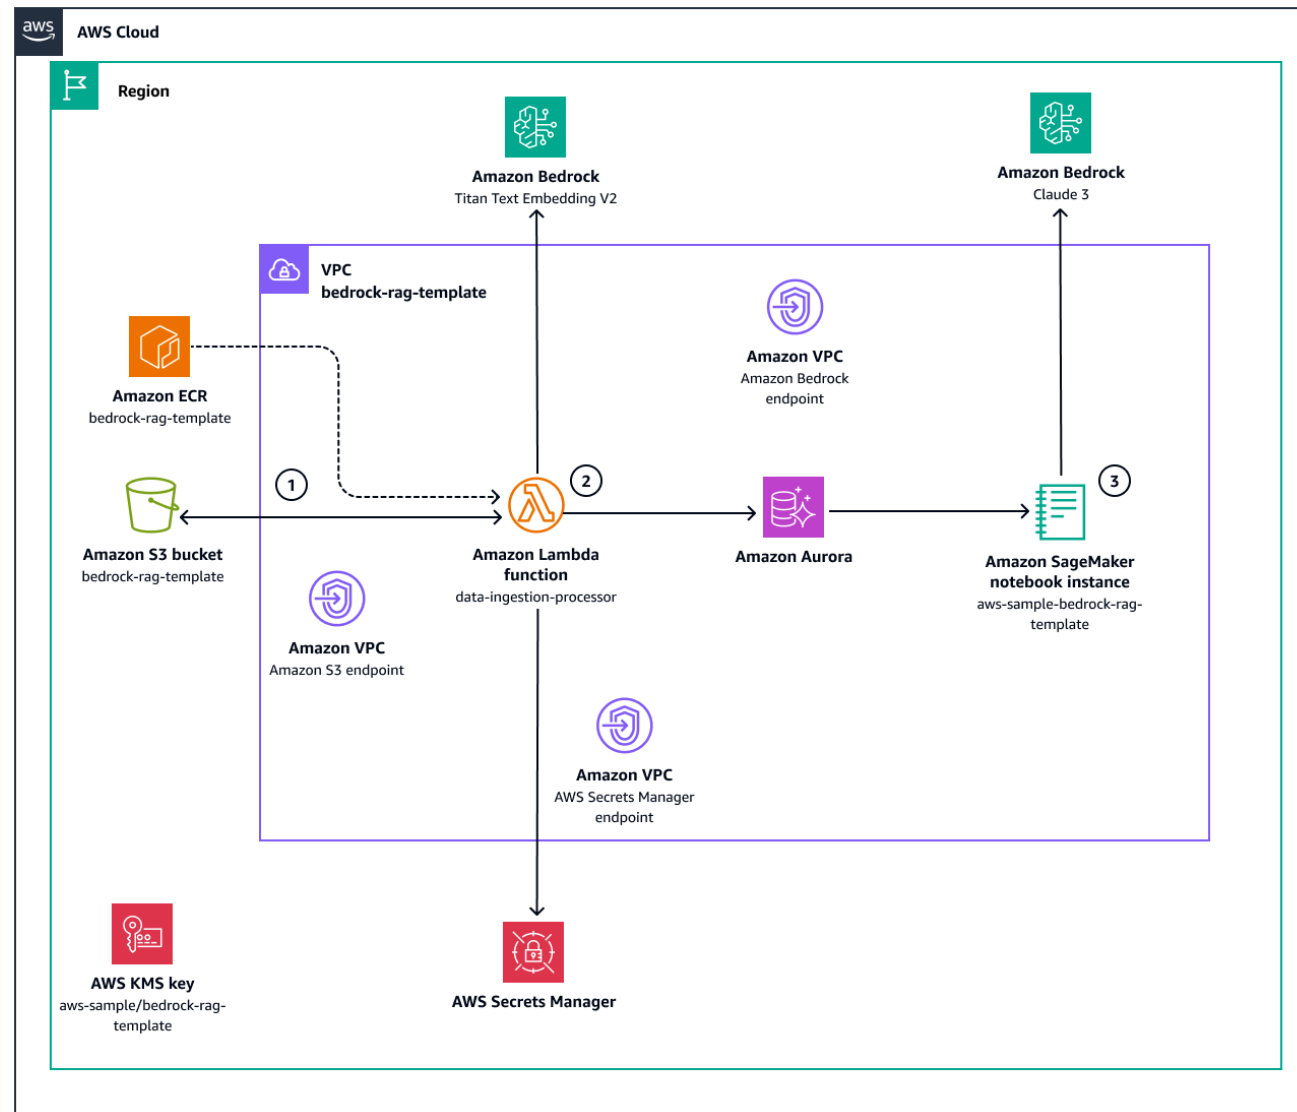 aws
AWS Cloud
Region
Amazon Bedrock
Titan Text Embedding V2
Amazon Bedrock
Claude 3
VPC
bedrock-rag-template
Amazon VPC
Amazon Bedrock
endpoint
Amazon ECR
bedrock-rag-template
1
2
3
Amazon S3 bucket
bedrock-rag-template
Amazon Lambda
function
data-ingestion-processor
Amazon Aurora
Amazon SageMaker
notebook instance
aws-sample-bedrock-rag-
template
Amazon VPC
Amazon S3 endpoint
Amazon VPC
AWS Secrets Manager
endpoint
AWS KMS key
aws-sample/bedrock-rag-
template
AWS Secrets Manager